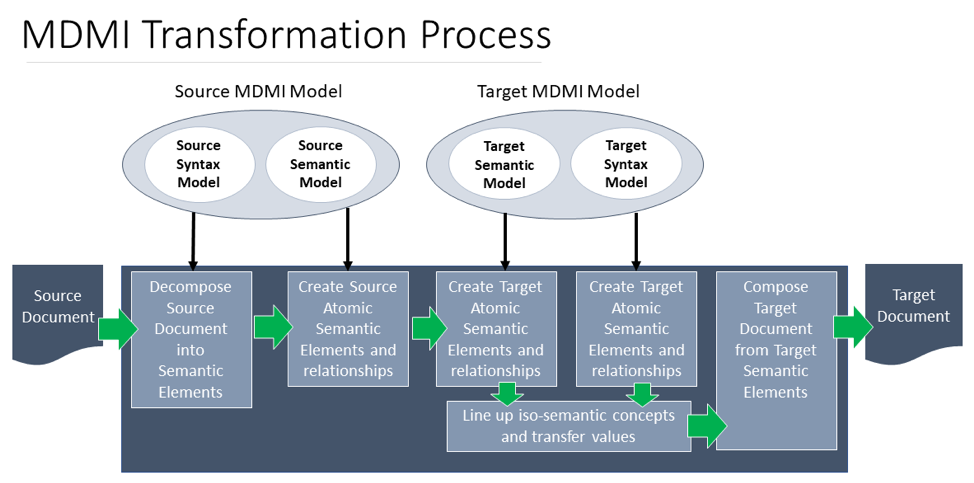 MDMI Transformation Process
Source MDMI Model
Target MDMI Model
Source
Syntax
Model
Source
Semantic
Model
Target
Semantic
Model
Target
Syntax
Model
Source
Document
Decompose
Source
Document
into
Semantic
Elements
Create Source
Atomic
Semantic
Elements and
relationships
Create Target
Atomic
Semantic
Elements and
relationships
Create Target
Atomic
Semantic
Elements and
relationships
Line up iso-semantic concepts
and transfer values
Compose
Target
Document
from Target
Semantic
Elements
Target
Document